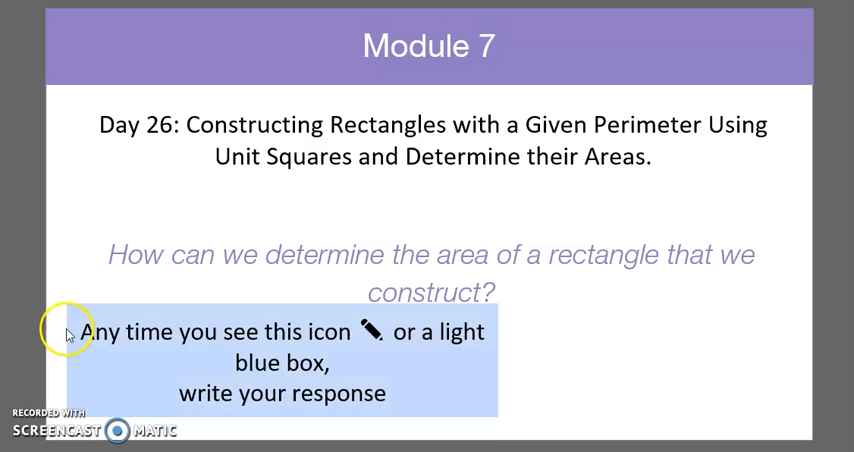 Module 7
Day 26: Constructing Rectangles with a Given Perimeter Using
Unit Squares and Determine their Areas.
How can we determine the area of a rectangle that we
construct?
Any time you see this icon or a light
blue box,
write your response
RECORDED WITH
SCREENCAST MATIC